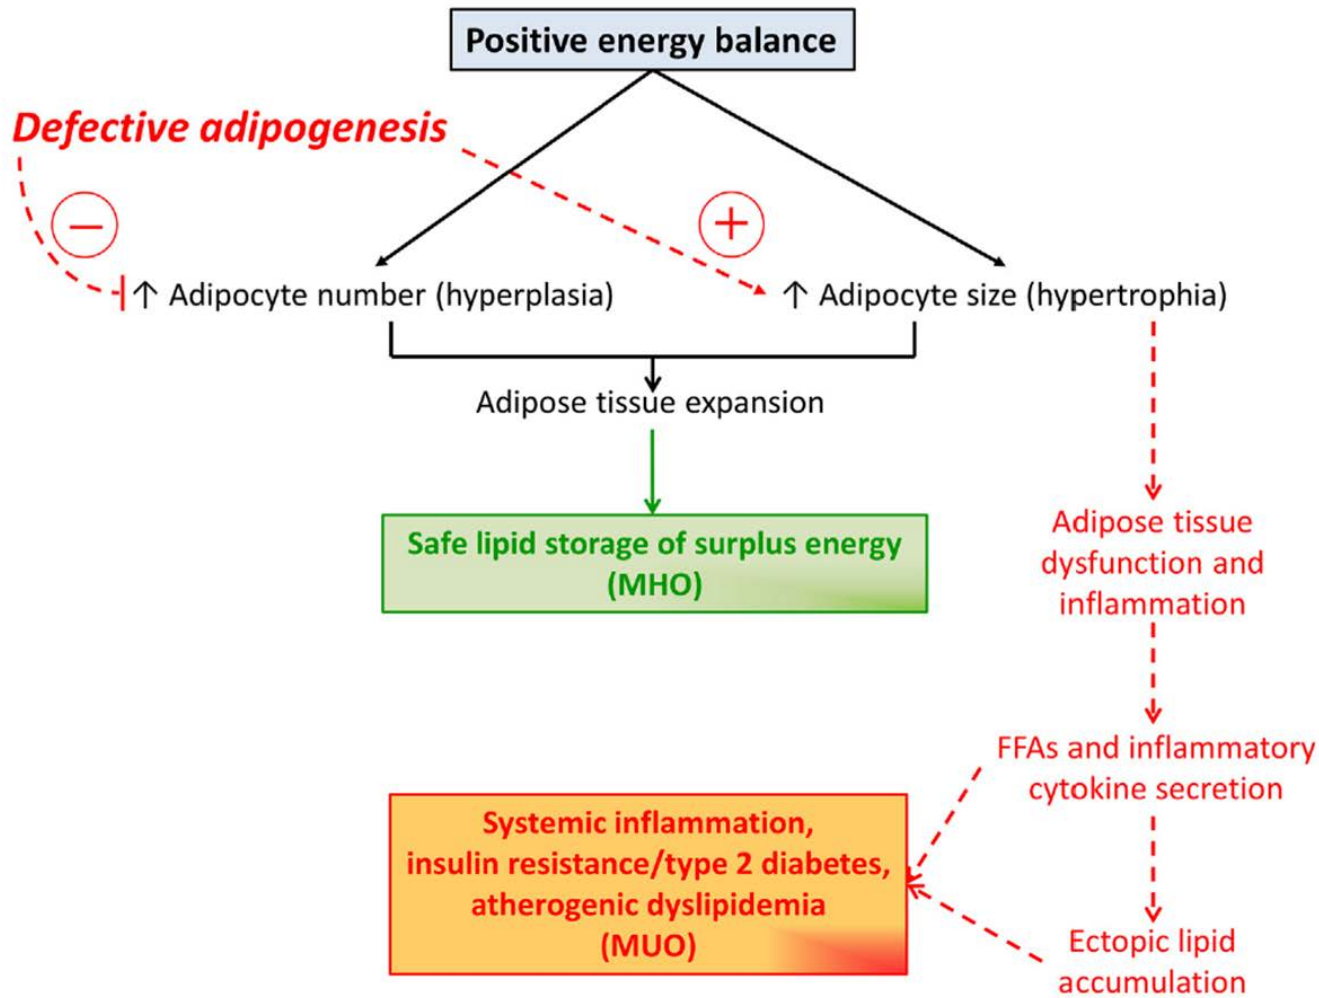 Positive energy balance
Defective adipogenesis
−
+
↑ Adipocyte number (hyperplasia)
↑ Adipocyte size (hypertrophia)
Adipose tissue expansion
Safe lipid storage of surplus energy
(MHO)
Adipose tissue
dysfunction and
inflammation
FFAs and inflammatory
cytokine secretion
Systemic inflammation,
insulin resistance/type 2 diabetes,
atherogenic dyslipidemia
(MUO)
Ectopic lipid
accumulation